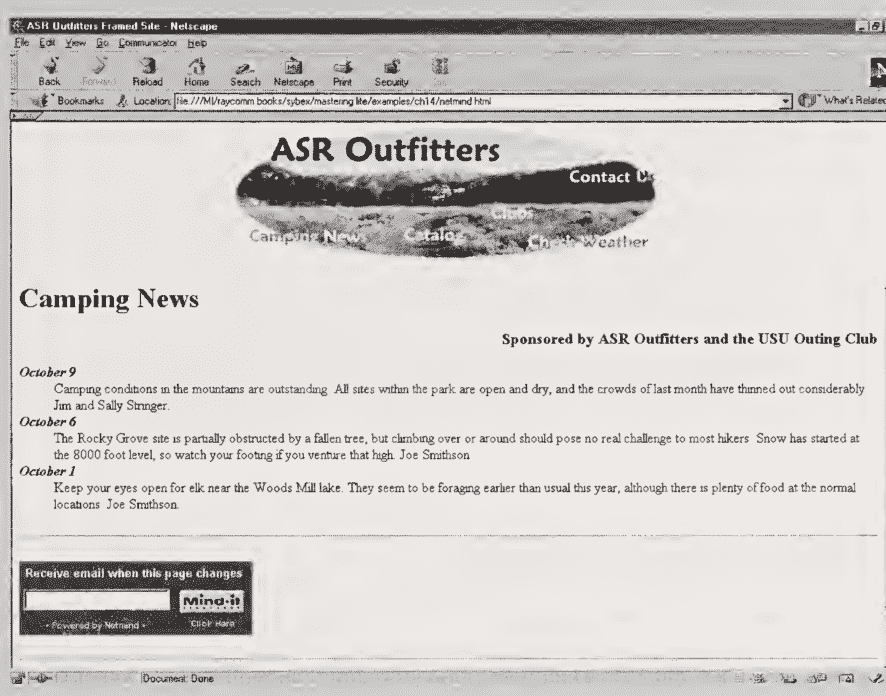 ASR Outfitters Framed Site - Netscape
File Edit View Go Communicator Help
Back Forward Reload Home Search Netscape Print Security
Bookmarks Location: file:///M|/raycomm books/sybex/mastering lite/examples/ch14/netmind html What's Related
ASR Outfitters
Contact Us
Clubs
Camping News Catalog Check Weather
Camping News
Sponsored by ASR Outfitters and the USU Outing Club
October 9
Camping conditions in the mountains are outstanding All sites within the park are open and dry, and the crowds of last month have thinned out considerably
Jim and Sally Stringer.
October 6
The Rocky Grove site is partially obstructed by a fallen tree, but climbing over or around should pose no real challenge to most hikers Snow has started at
the 8000 foot level, so watch your footing if you venture that high. Joe Smithson
October 1
Keep your eyes open for elk near the Woods Mill lake. They seem to be foraging earlier than usual this year, although there is plenty of food at the normal
locations Joe Smithson.
Receive email when this page changes
Mind-it
• Powered by Netmind • Click Here
Document: Done